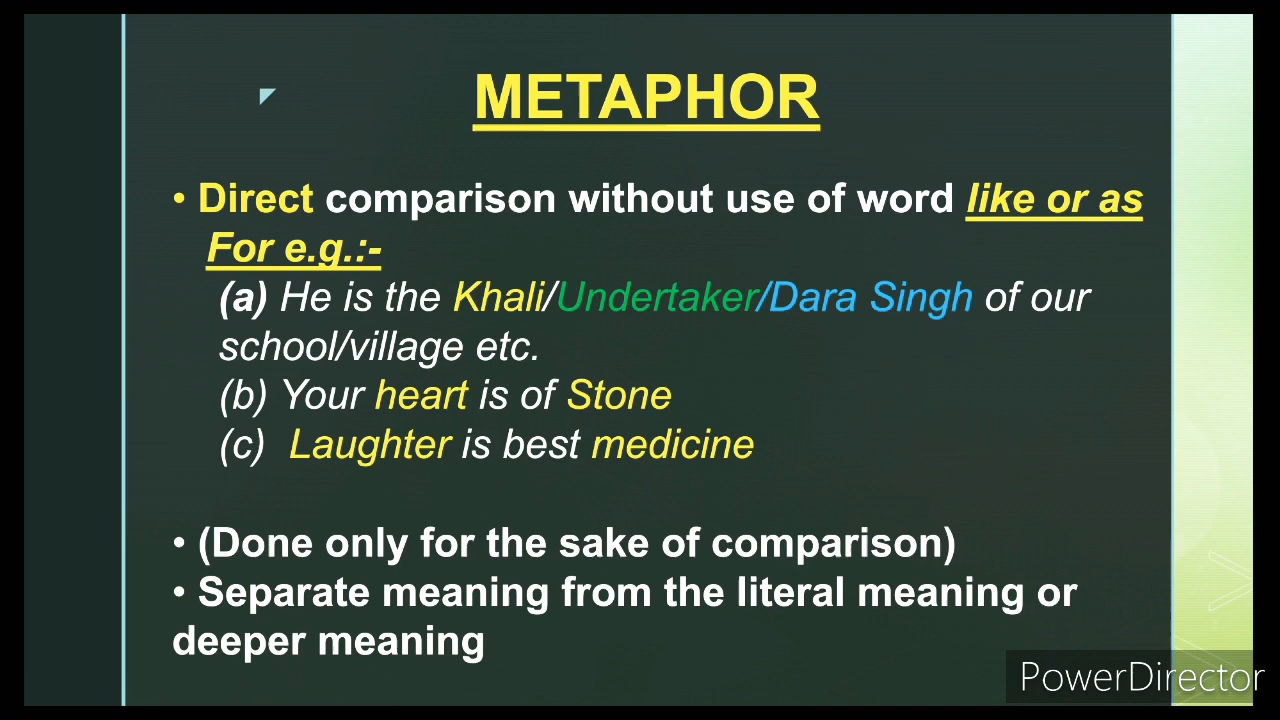 METAPHOR
• Direct comparison without use of word like or as
For e.g.:-
(a) He is the Khali/Undertaker/Dara Singh of our
school/village etc.
(b) Your heart is of Stone
(c) Laughter is best medicine
• (Done only for the sake of comparison)
• Separate meaning from the literal meaning or
deeper meaning
PowerDirector